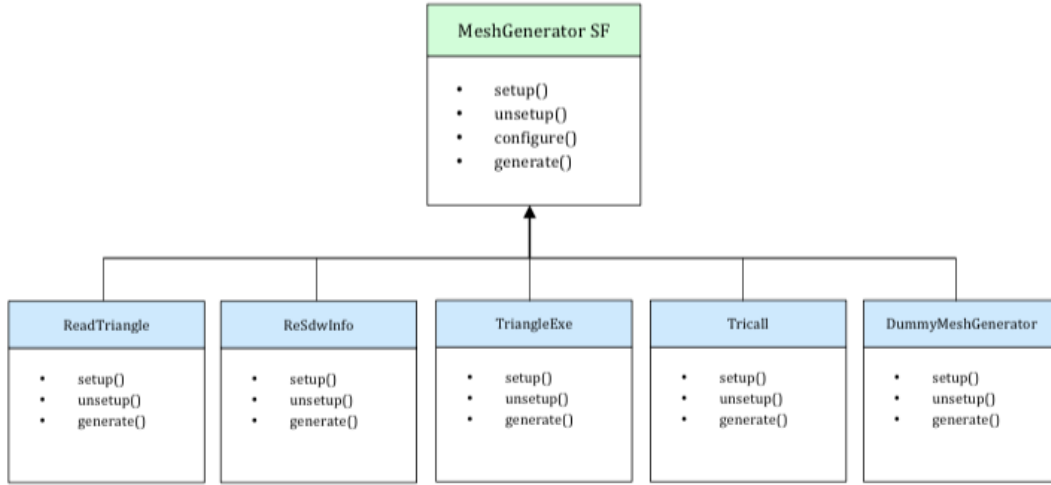 MeshGenerator SF
• setup()
• unsetup()
• configure()
• generate()
ReadTriangle
• setup()
• unsetup()
• generate()
ReSdwInfo
• setup()
• unsetup()
• generate()
TriangleExe
• setup()
• unsetup()
• generate()
Tricall
• setup()
• unsetup()
• generate()
DummyMeshGenerator
• setup()
• unsetup()
• generate()